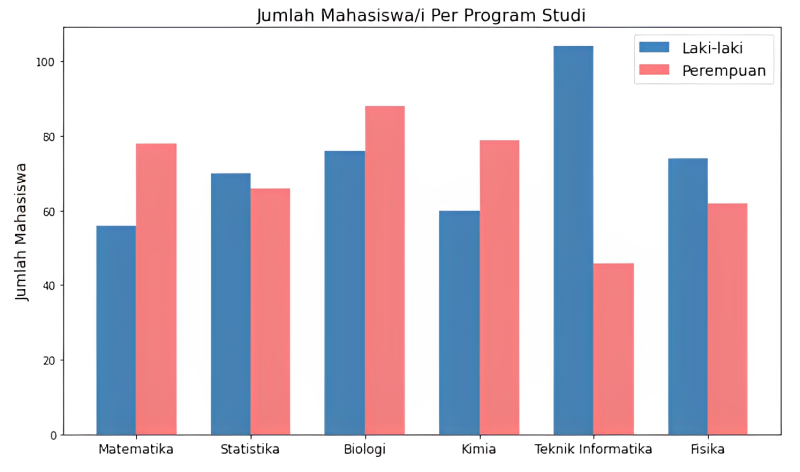 Jumlah Mahasiswa/i Per Program Studi
Laki-laki
Perempuan
Jumlah Mahasiswa
100
80
60
40
20
0
Matematika Statistika Biologi Kimia Teknik Informatika Fisika